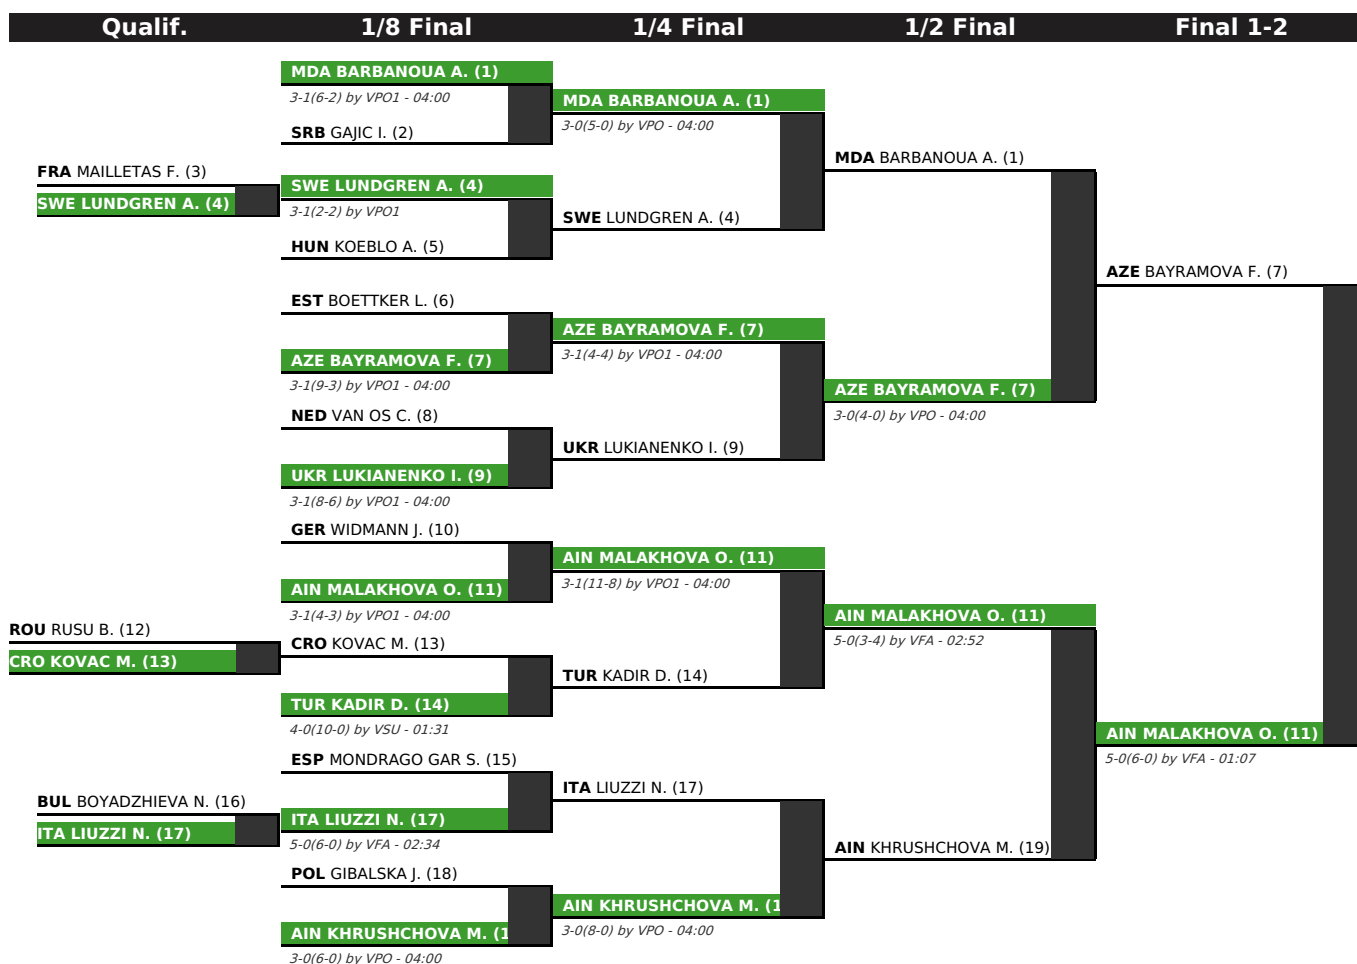 Qualif.
1/8 Final
1/4 Final
1/2 Final
Final 1-2
FRA MAILLETAS F. (3)
SWE LUNDGREN A. (4)
ROU RUSU B. (12)
CRO KOVAC M. (13)
BUL BOYADZHIEVA N. (16)
ITA LIUZZI N. (17)
MDA BARBANOUA A. (1)
3-1(6-2) by VPO1 - 04:00
SRB GAJIC I. (2)
SWE LUNDGREN A. (4)
3-1(2-2) by VPO1
HUN KOEBLO A. (5)
EST BOETTKER L. (6)
AZE BAYRAMOVA F. (7)
3-1(9-3) by VPO1 - 04:00
NED VAN OS C. (8)
UKR LUKIANENKO I. (9)
3-1(8-6) by VPO1 - 04:00
GER WIDMANN J. (10)
AIN MALAKHOVA O. (11)
3-1(4-3) by VPO1 - 04:00
CRO KOVAC M. (13)
TUR KADIR D. (14)
4-0(10-0) by VSU - 01:31
ESP MONDRAGO GAR S. (15)
ITA LIUZZI N. (17)
5-0(6-0) by VFA - 02:34
POL GIBALSKA J. (18)
AIN KHRUSHCHOVA M. (1
3-0(6-0) by VPO - 04:00
MDA BARBANOUA A. (1)
3-0(5-0) by VPO - 04:00
SWE LUNDGREN A. (4)
AZE BAYRAMOVA F. (7)
3-1(4-4) by VPO1 - 04:00
UKR LUKIANENKO I. (9)
AIN MALAKHOVA O. (11)
3-1(11-8) by VPO1 - 04:00
TUR KADIR D. (14)
ITA LIUZZI N. (17)
AIN KHRUSHCHOVA M. (1
3-0(8-0) by VPO - 04:00
MDA BARBANOUA A. (1)
AZE BAYRAMOVA F. (7)
3-0(4-0) by VPO - 04:00
AIN MALAKHOVA O. (11)
5-0(3-4) by VFA - 02:52
AIN KHRUSHCHOVA M. (19)
AZE BAYRAMOVA F. (7)
AIN MALAKHOVA O. (11)
5-0(6-0) by VFA - 01:07